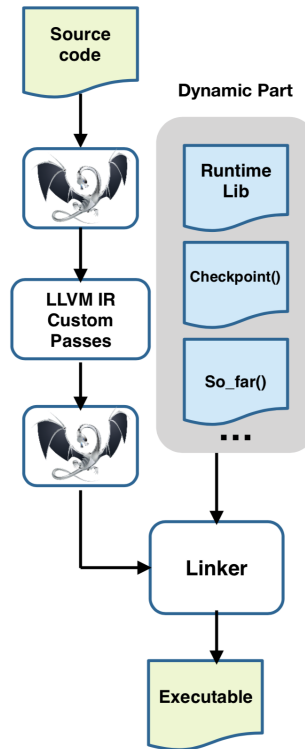 Source
code
Dynamic Part
Runtime
Lib
Checkpoint()
LLVM IR
Custom
Passes
So_far()
...
Linker
Executable